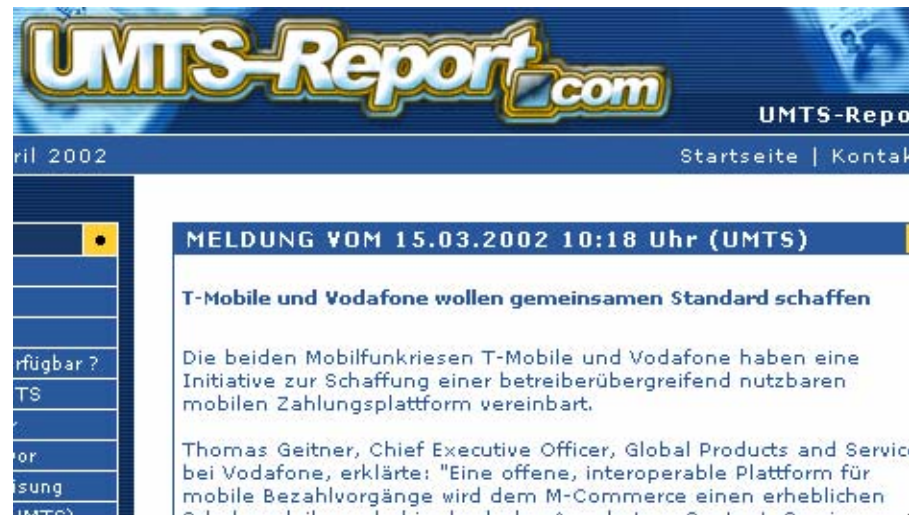 UMTS-Report.com
UMTS-Repo
ril 2002
Startseite | Kontak
MELDUNG VOM 15.03.2002 10:18 Uhr (UMTS)
T-Mobile und Vodafone wollen gemeinsamen Standard schaffen
rfügbar ?
TS
or
isung
UMTS)
Die beiden Mobilfunkriesen T-Mobile und Vodafone haben eine
Initiative zur Schaffung einer betreiberübergreifend nutzbaren
mobilen Zahlungsplattform vereinbart.
Thomas Geitner, Chief Executive Officer, Global Products and Service
bei Vodafone, erklärte: "Eine offene, interoperable Plattform für
mobile Bezahlvorgänge wird dem M-Commerce einen erheblichen